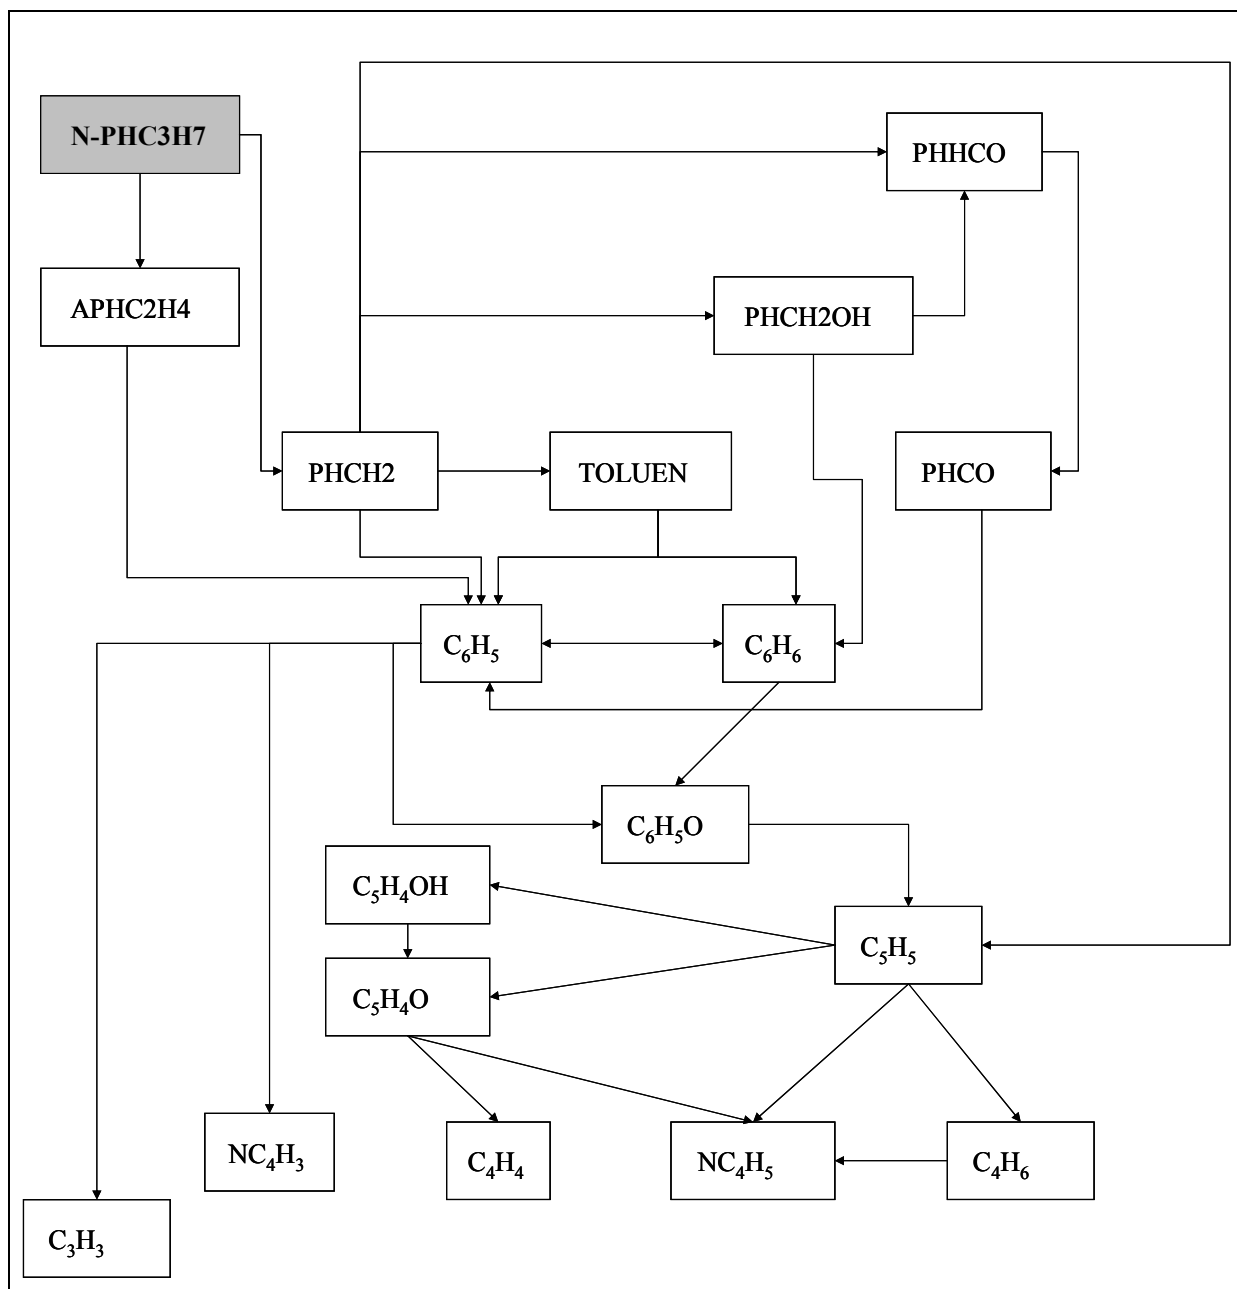 N-PHC3H7
PHHCO
APHC2H4
PHCH2OH
PHCH2
TOLUEN
PHCO
C₆H₅
C₆H₆
C₆H₅O
C₅H₄OH
C₅H₅
C₅H₄O
NC₄H₃
C₄H₄
NC₄H₅
C₄H₆
C₃H₃